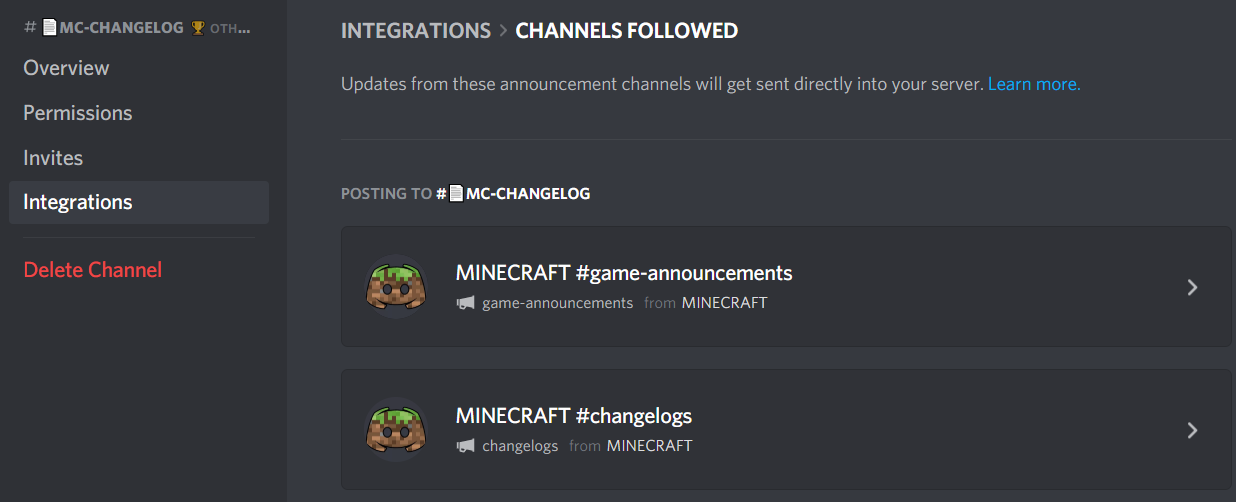 # 📄MC-CHANGELOG 🏆 OTH...
Overview
Permissions
Invites
Integrations
Delete Channel
INTEGRATIONS > CHANNELS FOLLOWED
Updates from these announcement channels will get sent directly into your server. Learn more.
POSTING TO #📄MC-CHANGELOG
MINECRAFT #game-announcements
game-announcements from MINECRAFT
MINECRAFT #changelogs
changelogs from MINECRAFT